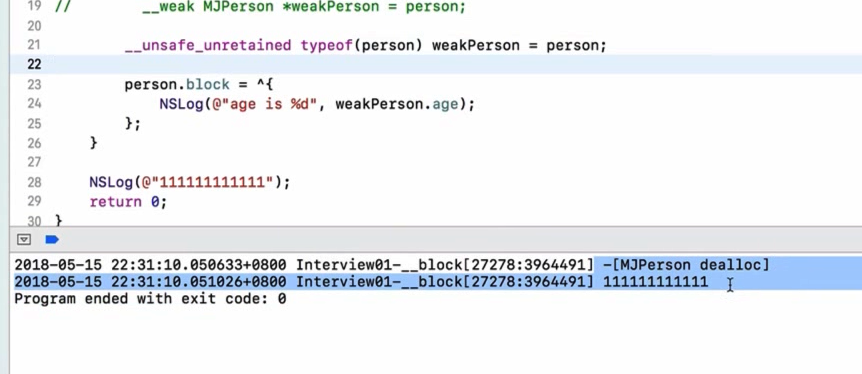 19 //        __weak MJPerson *weakPerson = person;
20
21        __unsafe_unretained typeof(person) weakPerson = person;
22
23        person.block = ^{
24            NSLog(@"age is %d", weakPerson.age);
25        };
26    }
27
28    NSLog(@"111111111111");
29    return 0;
30 }
2018-05-15 22:31:10.050633+0800 Interview01-__block[27278:3964491] -[MJPerson dealloc]
2018-05-15 22:31:10.051026+0800 Interview01-__block[27278:3964491] 111111111111
Program ended with exit code: 0